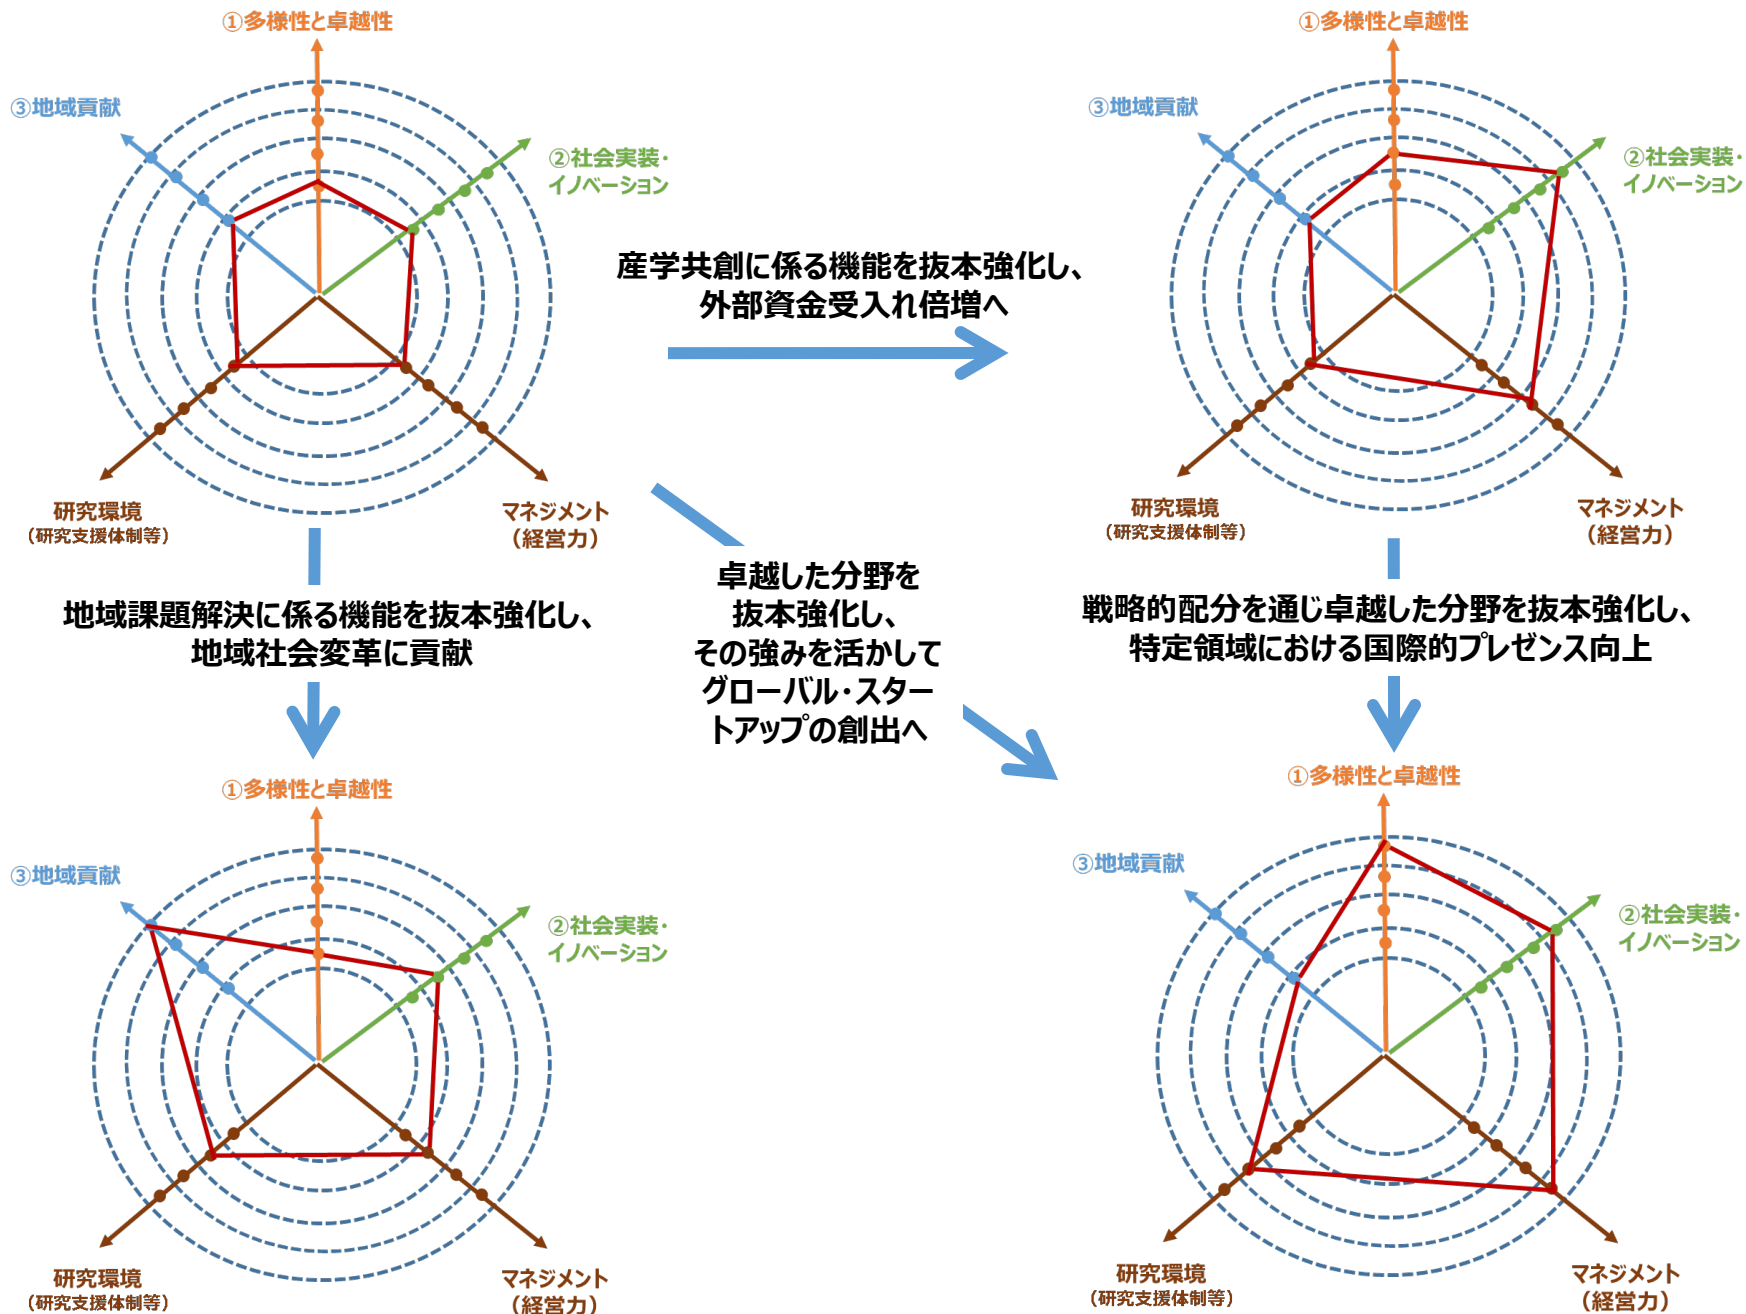 ①多様性と卓越性
③地域貢献
②社会実装・
イノベーション
研究環境
（研究支援体制等）
マネジメント
（経営力）
産学共創に係る機能を抜本強化し、
外部資金受入れ倍増へ
①多様性と卓越性
③地域貢献
②社会実装・
イノベーション
研究環境
（研究支援体制等）
マネジメント
（経営力）
地域課題解決に係る機能を抜本強化し、
地域社会変革に貢献
卓越した分野を
抜本強化し、
その強みを活かして
グローバル・スター
トアップの創出へ
戦略的配分を通じ卓越した分野を抜本強化し、
特定領域における国際的プレゼンス向上
①多様性と卓越性
③地域貢献
②社会実装・
イノベーション
研究環境
（研究支援体制等）
マネジメント
（経営力）
①多様性と卓越性
③地域貢献
②社会実装・
イノベーション
研究環境
（研究支援体制等）
マネジメント
（経営力）